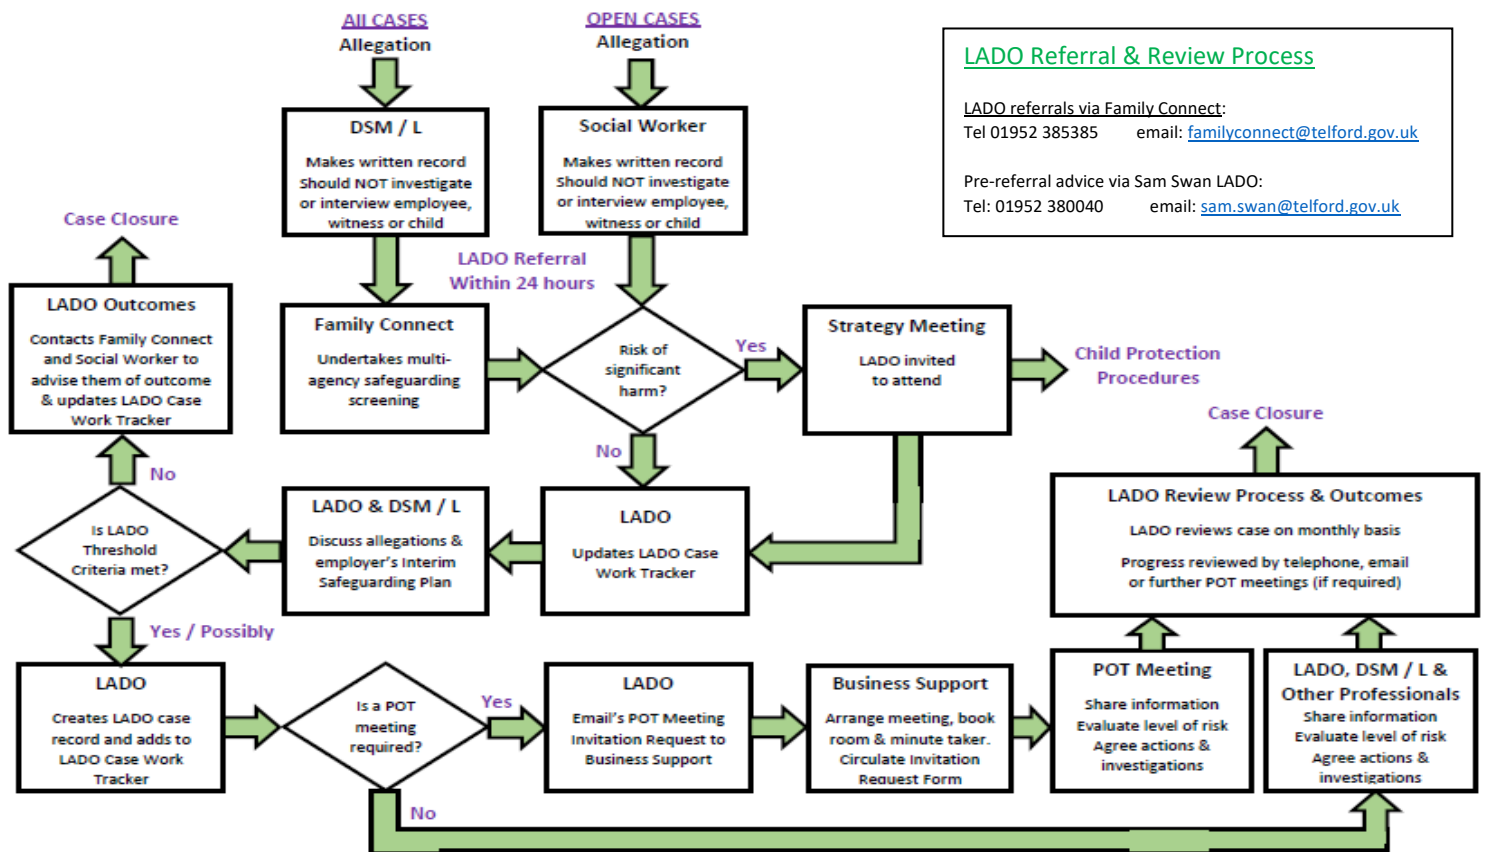 All CASES
Allegation
OPEN CASES
Allegation
LADO Referral & Review Process
LADO referrals via Family Connect:
Tel 01952 385385 email: familyconnect@telford.gov.uk
Pre-referral advice via Sam Swan LADO:
Tel: 01952 380040 email: sam.swan@telford.gov.uk
DSM / L
Makes written record
Should NOT investigate
or interview employee,
witness or child
Social Worker
Makes written record
Should NOT investigate
or interview employee,
witness or child
LADO Referral
Within 24 hours
Case Closure
LADO Outcomes
Contacts Family Connect
and Social Worker to
advise them of outcome
& updates LADO Case
Work Tracker
Family Connect
Undertakes multi-
agency safeguarding
screening
Risk of
significant
harm?
Yes
Strategy Meeting
LADO invited
to attend
Child Protection
Procedures
Case Closure
No
No
Is LADO
Threshold
Criteria met?
LADO & DSM / L
Discuss allegations &
employer's Interim
Safeguarding Plan
LADO
Updates LADO Case
Work Tracker
LADO Review Process & Outcomes
LADO reviews case on monthly basis
Progress reviewed by telephone, email
or further POT meetings (if required)
Yes / Possibly
LADO
Creates LADO case
record and adds to
LADO Case Work
Tracker
Is a POT
meeting
required?
Yes
LADO
Email's POT Meeting
Invitation Request to
Business Support
Business Support
Arrange meeting, book
room & minute taker.
Circulate Invitation
Request Form
POT Meeting
Share information
Evaluate level of risk
Agree actions &
investigations
LADO, DSM / L &
Other Professionals
Share information
Evaluate level of risk
Agree actions &
investigations
No